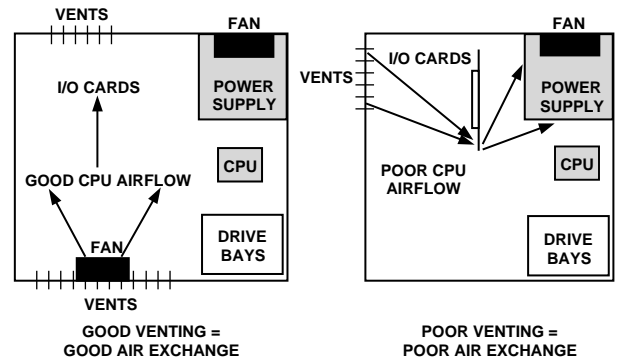 VENTS
FAN
I/O CARDS
POWER
SUPPLY
CPU
GOOD CPU AIRFLOW
FAN
DRIVE
BAYS
VENTS
GOOD VENTING =
GOOD AIR EXCHANGE
FAN
I/O CARDS
VENTS
POWER
SUPPLY
POOR CPU
AIRFLOW
CPU
DRIVE
BAYS
POOR VENTING =
POOR AIR EXCHANGE